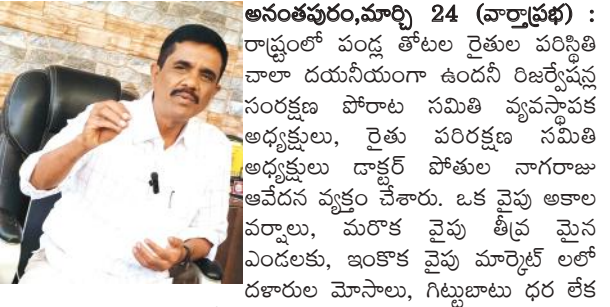 అనంతపురం,మార్చి 24 (వార్తాప్రభ) :
రాష్ట్రంలో పండ్ల తోటల రైతుల పరిస్థితి
చాలా దయనీయంగా ఉందనీ రిజర్వేషన్ల
సంరక్షణ పోరాట సమితి వ్యవస్థాపక
అధ్యక్షులు, రైతు పరిరక్షణ సమితి
అధ్యక్షులు డాక్టర్ పోతుల నాగరాజు
ఆవేదన వ్యక్తం చేశారు. ఒక వైపు అకాల
వర్షాలు, మరొక వైపు తీవ్ర మైన
ఎండలకు, ఇంకొక వైపు మార్కెట్ లలో
దళారుల మోసాలు, గిట్టుబాటు ధర లేక